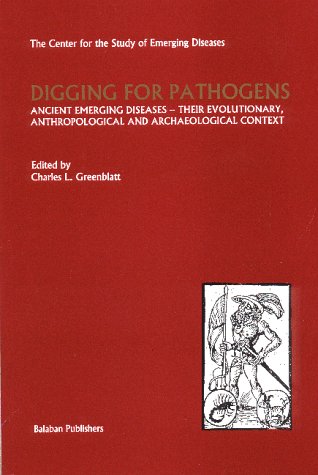 The Center for the Study of Emerging Diseases
DIGGING FOR PATHOGENS
ANCIENT EMERGING DISEASES – THEIR EVOLUTIONARY,
ANTHROPOLOGICAL AND ARCHAEOLOGICAL CONTEXT
Edited by
Charles L. Greenblatt
Balaban Publishers